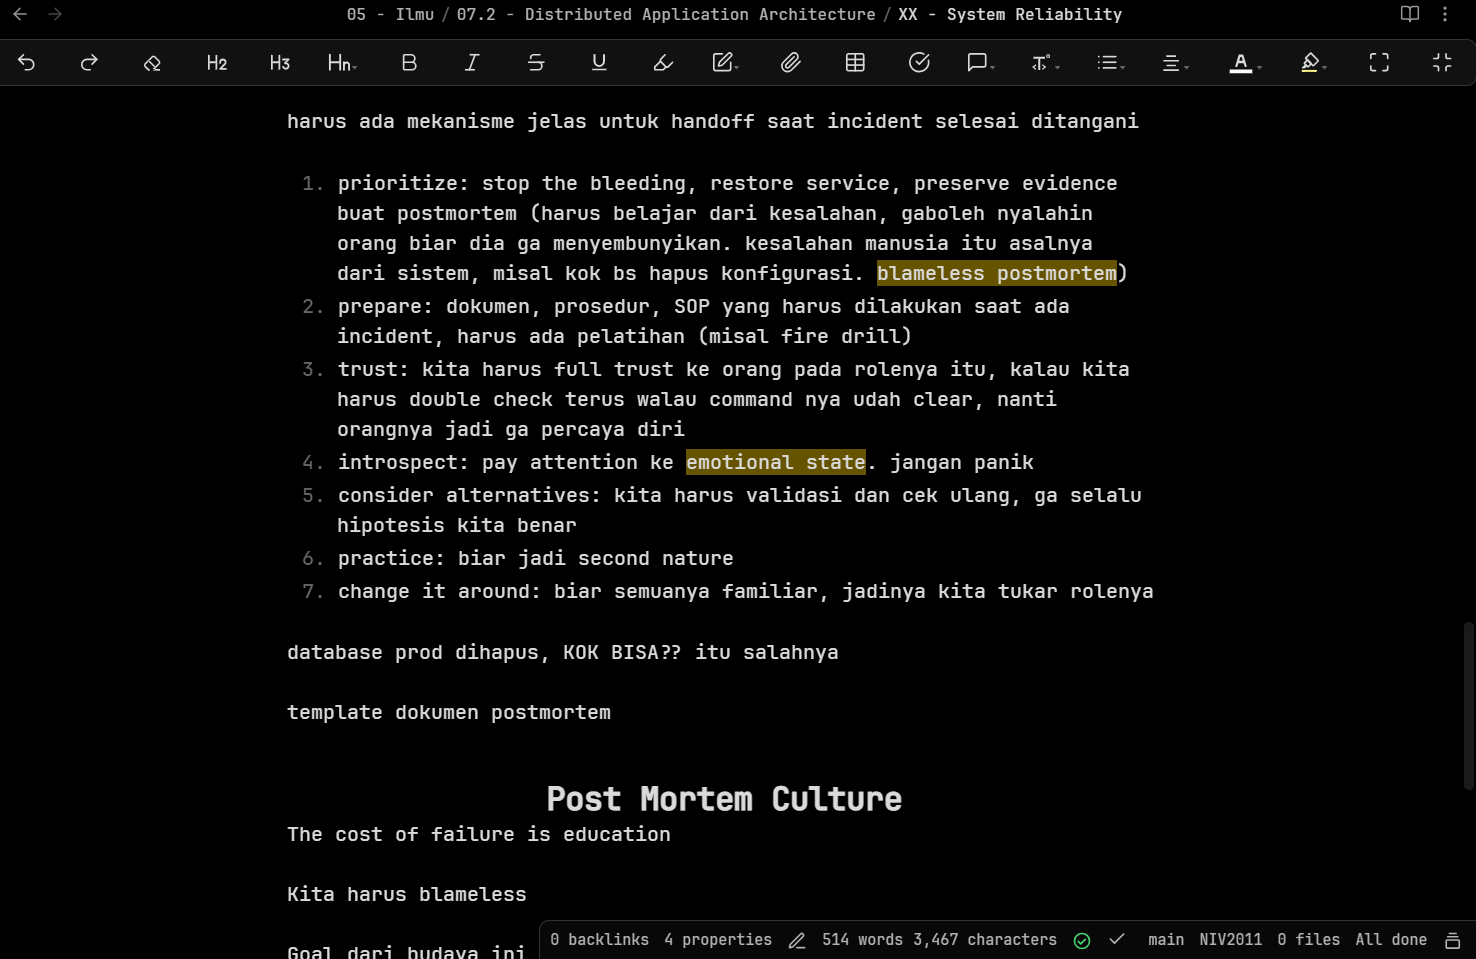 05 - Ilmu / 07.2 - Distributed Application Architecture / XX - System Reliability
H2 H3 Hn B I S U T A
harus ada mekanisme jelas untuk handoff saat incident selesai ditangani
1. prioritize: stop the bleeding, restore service, preserve evidence
buat postmortem (harus belajar dari kesalahan, gaboleh nyalahin
orang biar dia ga menyembunyikan. kesalahan manusia itu asalnya
dari sistem, misal kok bs hapus konfigurasi. blameless postmortem)
2. prepare: dokumen, prosedur, SOP yang harus dilakukan saat ada
incident, harus ada pelatihan (misal fire drill)
3. trust: kita harus full trust ke orang pada rolenya itu, kalau kita
harus double check terus walau command nya udah clear, nanti
orangnya jadi ga percaya diri
4. introspect: pay attention ke emotional state. jangan panik
5. consider alternatives: kita harus validasi dan cek ulang, ga selalu
hipotesis kita benar
6. practice: biar jadi second nature
7. change it around: biar semuanya familiar, jadinya kita tukar rolenya
database prod dihapus, KOK BISA?? itu salahnya
template dokumen postmortem
Post Mortem Culture
The cost of failure is education
Kita harus blameless
Goal dari budaya ini
0 backlinks 4 properties 514 words 3,467 characters main NIV2011 0 files All done